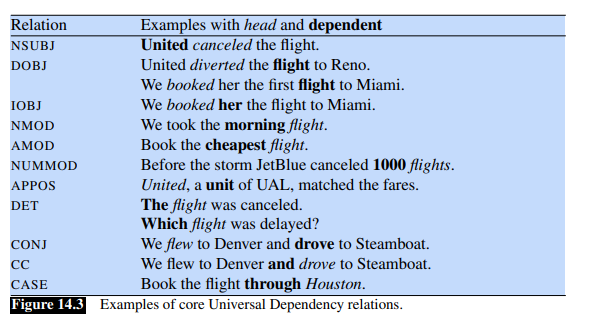 Relation Examples with head and dependent
NSUBJ United canceled the flight.
DOBJ United diverted the flight to Reno.
We booked her the first flight to Miami.
IOBJ We booked her the flight to Miami.
NMOD We took the morning flight.
AMOD Book the cheapest flight.
NUMMOD Before the storm JetBlue canceled 1000 flights.
APPOS United, a unit of UAL, matched the fares.
DET The flight was canceled.
Which flight was delayed?
CONJ We flew to Denver and drove to Steamboat.
CC We flew to Denver and drove to Steamboat.
CASE Book the flight through Houston.
Figure 14.3 Examples of core Universal Dependency relations.